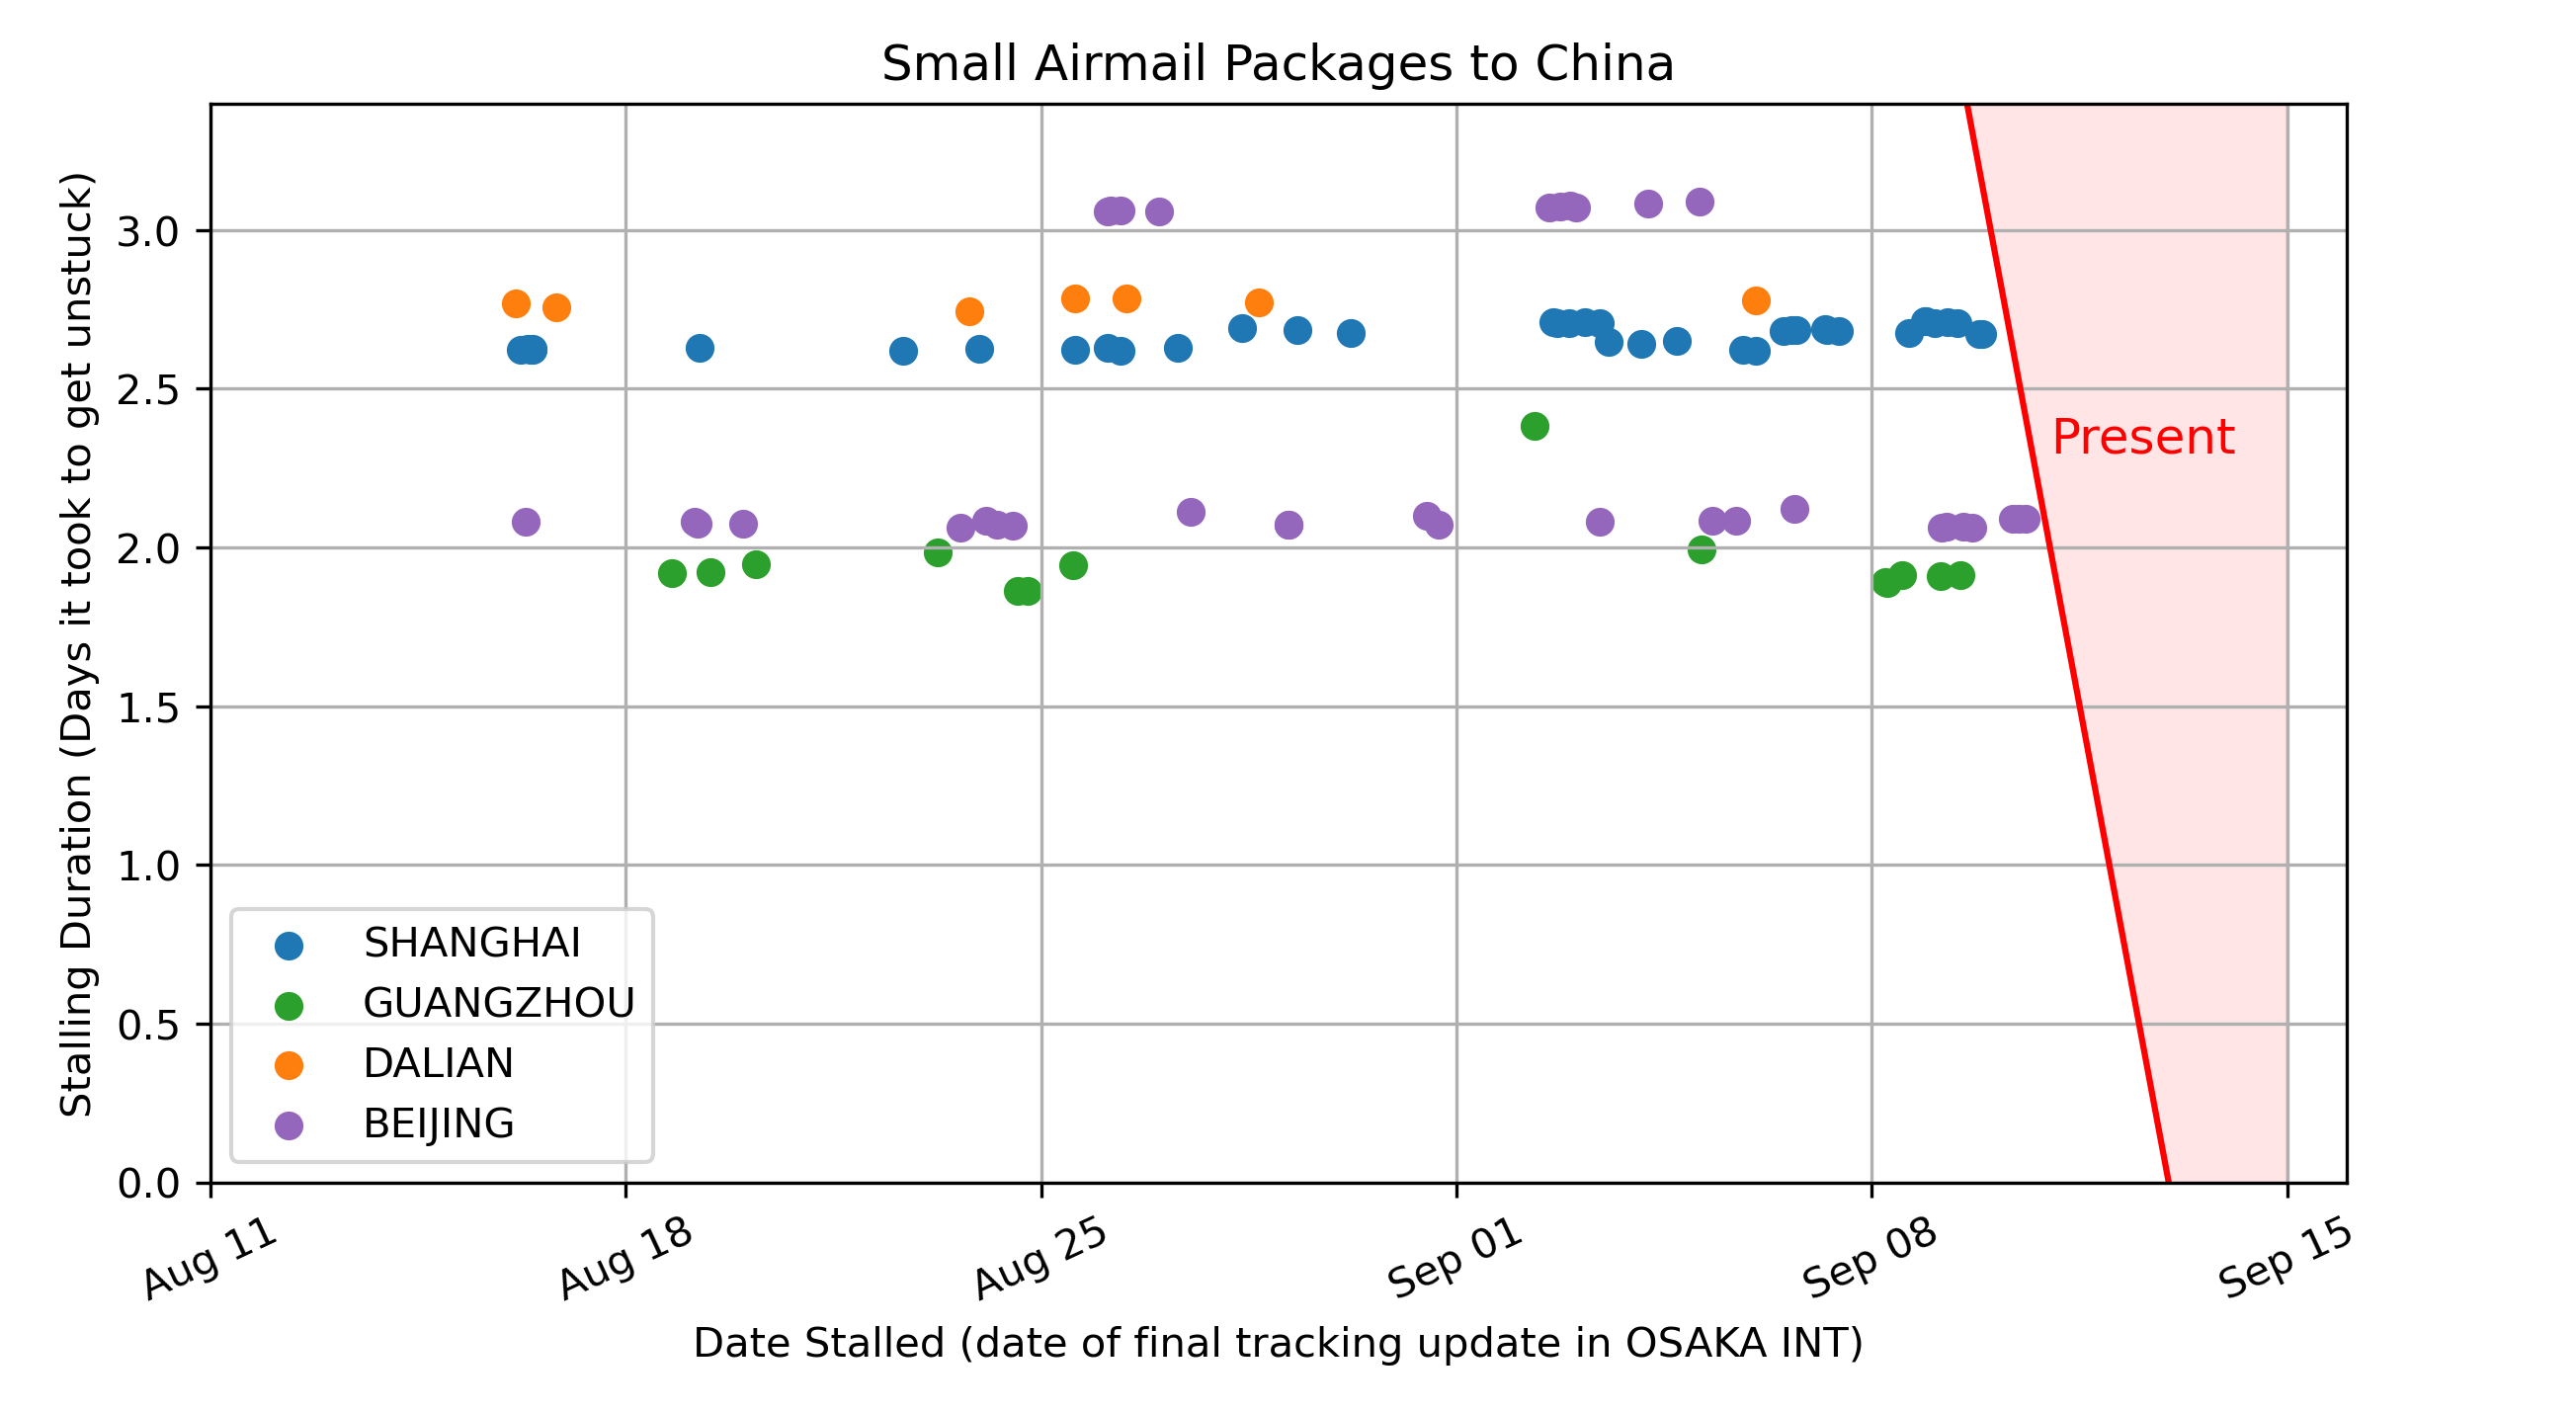 Small Airmail Packages to China
Stalling Duration (Days it took to get unstuck)
3.0
2.5
2.0
1.5
1.0
0.5
0.0
Present
SHANGHAI
GUANGZHOU
DALIAN
BEIJING
Aug 11
Aug 18
Aug 25
Sep 01
Sep 08
Sep 15
Date Stalled (date of final tracking update in OSAKA INT)